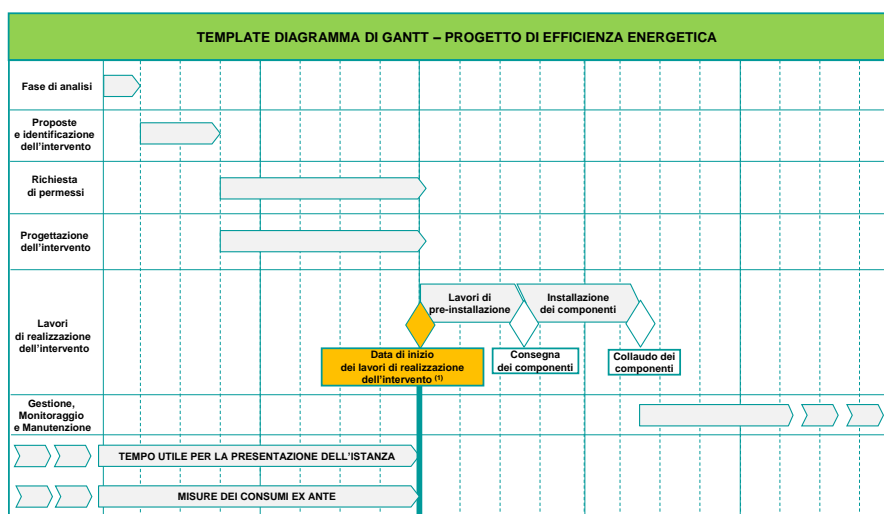 TEMPLATE DIAGRAMMA DI GANTT – PROGETTO DI EFFICIENZA ENERGETICA
Fase di analisi
Proposte
e identificazione
dell'intervento
Richiesta
di permessi
Progettazione
dell'intervento
Lavori
di realizzazione
dell'intervento
Lavori di
pre-installazione
Installazione
dei componenti
Data di inizio
dei lavori di realizzazione
dell'intervento (1)
Consegna
dei componenti
Collaudo dei
componenti
Gestione,
Monitoraggio
e Manutenzione
TEMPO UTILE PER LA PRESENTAZIONE DELL'ISTANZA
MISURE DEI CONSUMI EX ANTE